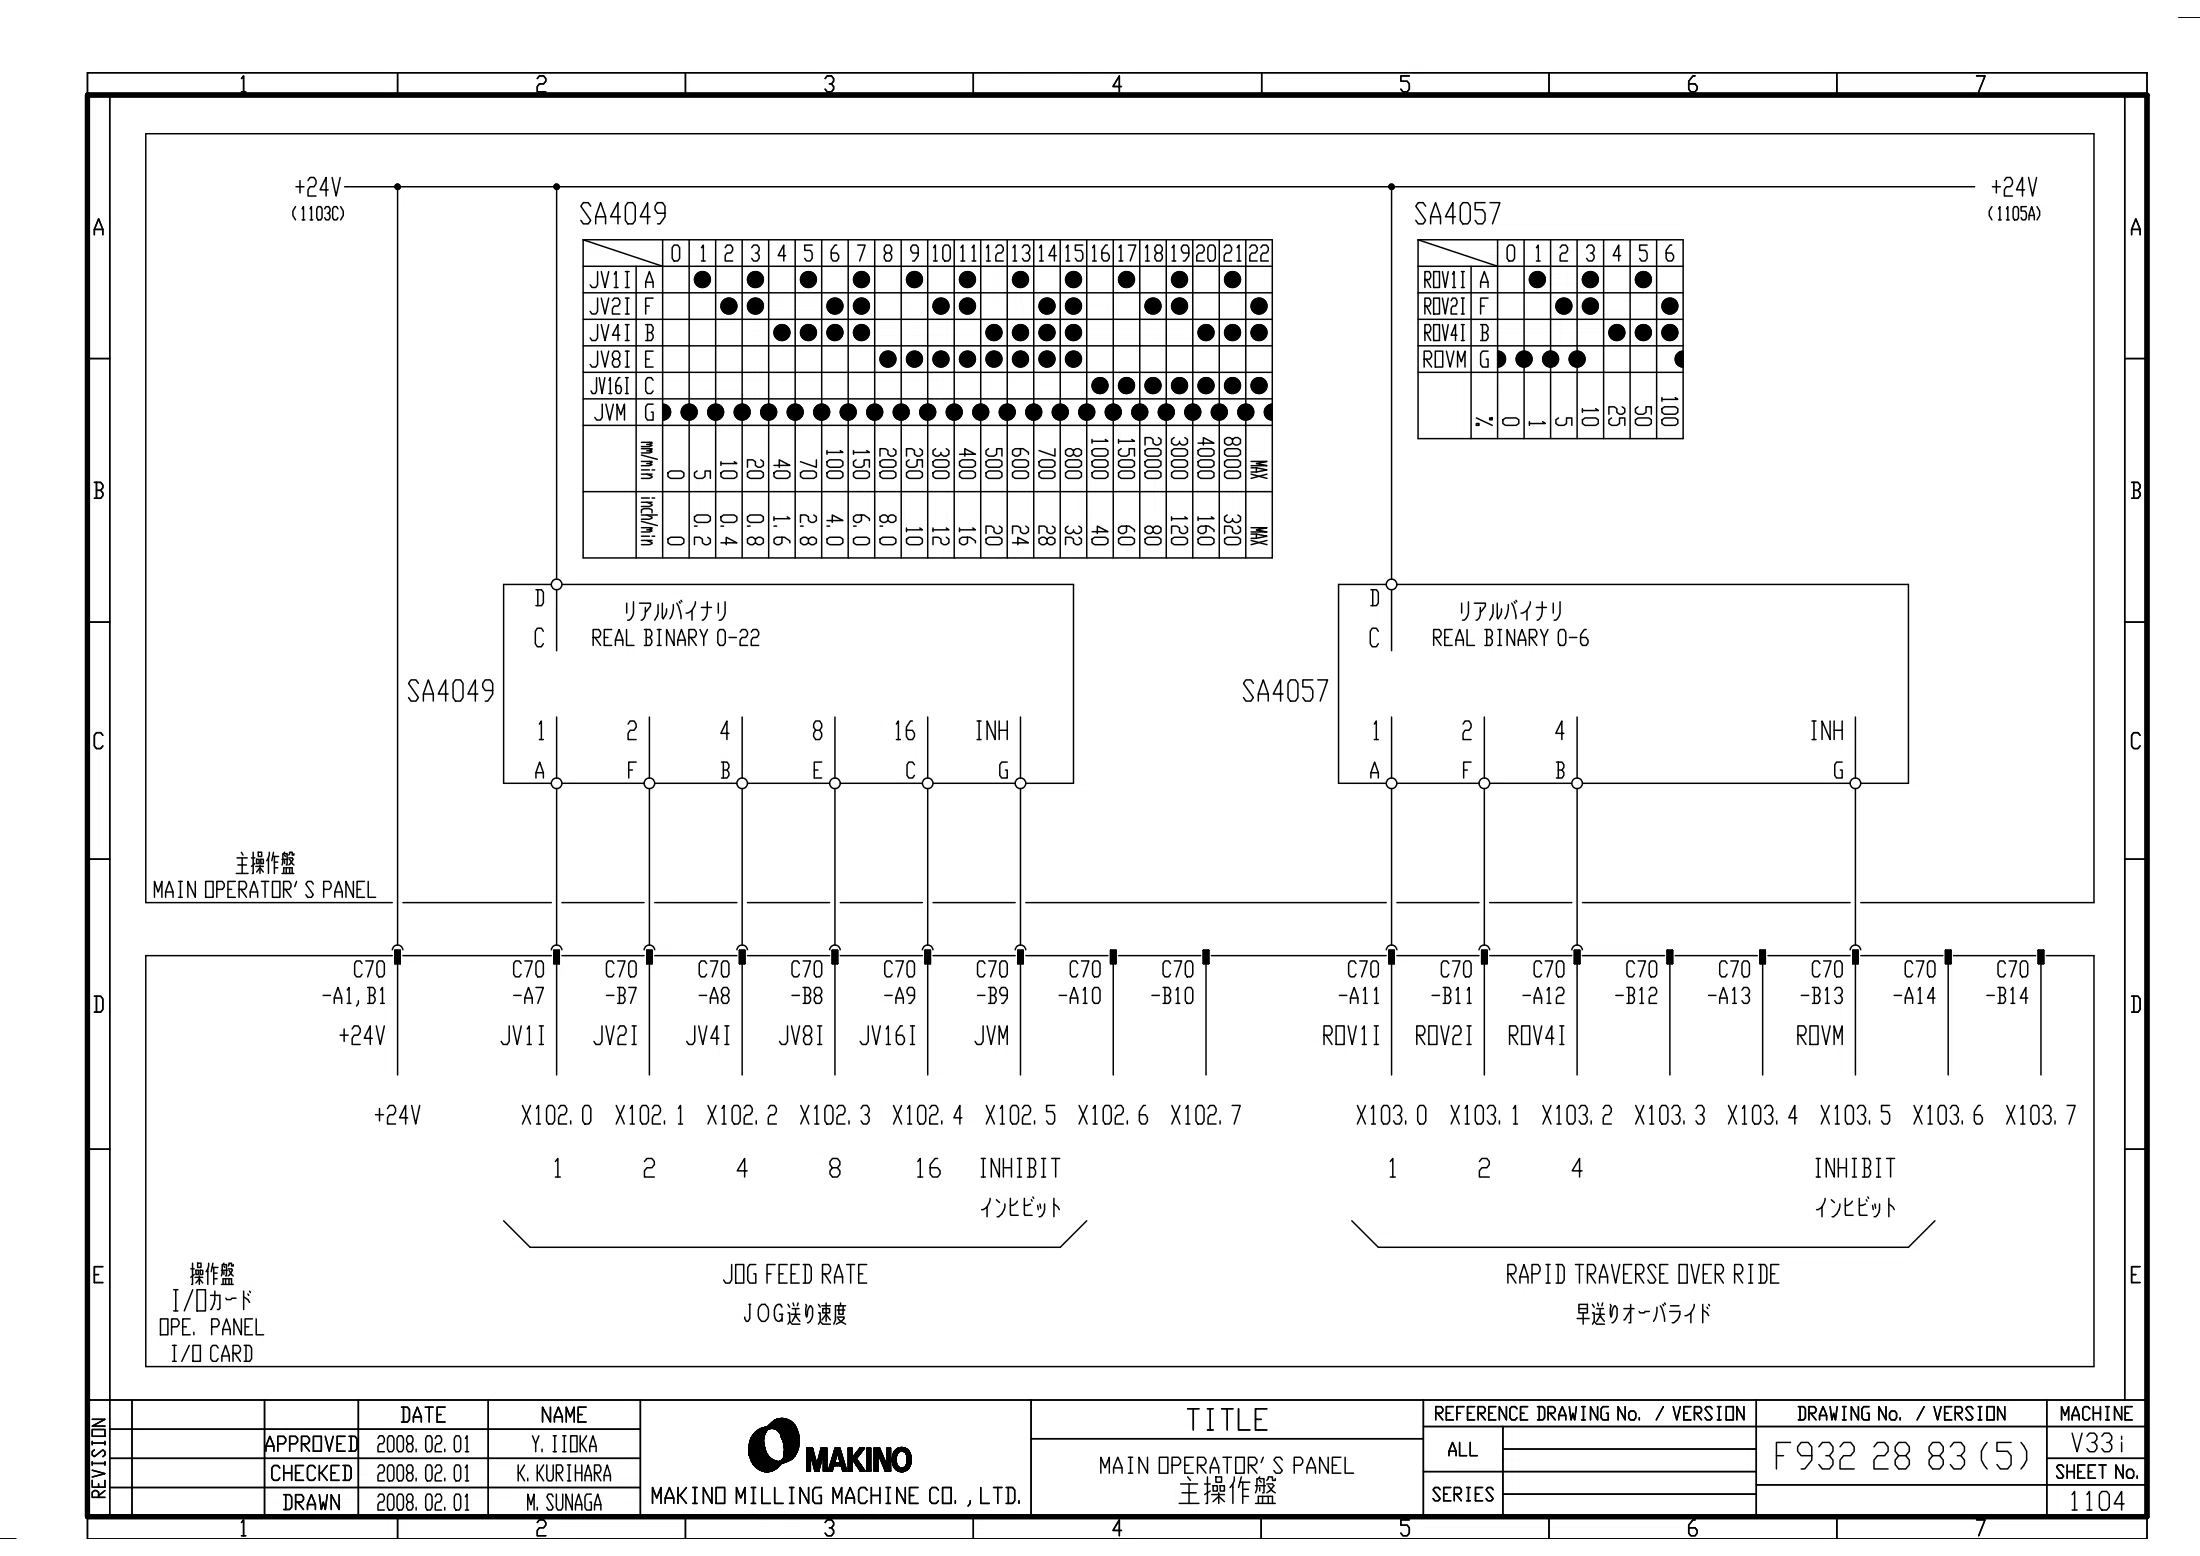 1 2 3 4 5 6 7
+24V
(1103C)
+24V
(1105A)
A
A
SA4049
0 1 2 3 4 5 6 7 8 9 10 11 12 13 14 15 16 17 18 19 20 21 22
JV1I A
JV2I F
JV4I B
JV8I E
JV16I C
JVM G
mm/min 0 5 10 20 40 70 100 150 200 250 300 400 500 600 700 800 1000 1500 2000 3000 4000 8000 MAX
inch/min 0 0.2 0.4 0.8 1.6 2.8 4.0 6.0 8.0 10 12 16 20 24 28 32 40 60 80 120 160 320 MAX
SA4057
0 1 2 3 4 5 6
ROV1I A
ROV2I F
ROV4I B
ROVM G
% 0 1 5 10 25 50 100
B
B
D
リアルバイナリ
C
REAL BINARY 0-22
SA4049
1 2 4 8 16 INH
A F B E C G
D
リアルバイナリ
C
REAL BINARY 0-6
SA4057
1 2 4 INH
A F B G
C
C
主操作盤
MAIN OPERATOR'S PANEL
C70 C70 C70 C70 C70 C70 C70 C70 C70 C70 C70 C70 C70 C70 C70 C70 C70
-A1,B1 -A7 -B7 -A8 -B8 -A9 -B9 -A10 -B10 -A11 -B11 -A12 -B12 -A13 -B13 -A14 -B14
D
D
+24V JV1I JV2I JV4I JV8I JV16I JVM ROV1I ROV2I ROV4I ROVM
+24V X102.0 X102.1 X102.2 X102.3 X102.4 X102.5 X102.6 X102.7 X103.0 X103.1 X103.2 X103.3 X103.4 X103.5 X103.6 X103.7
1 2 4 8 16 INHIBIT 1 2 4 INHIBIT
インヒビット インヒビット
E
E
JOG FEED RATE
JOG送り速度
RAPID TRAVERSE OVER RIDE
早送りオーバライド
操作盤
I/Oカード
OPE. PANEL
I/O CARD
REVISION
DATE NAME
APPROVED 2008.02.01 Y.IIOKA
CHECKED 2008.02.01 K.KURIHARA
DRAWN 2008.02.01 M.SUNAGA
MAKINO
MAKINO MILLING MACHINE CO.,LTD.
TITLE
MAIN OPERATOR'S PANEL
主操作盤
REFERENCE DRAWING No. / VERSION
ALL
SERIES
DRAWING No. / VERSION
F932 28 83(5)
MACHINE
V33i
SHEET No.
1104
1 2 3 4 5 6 7